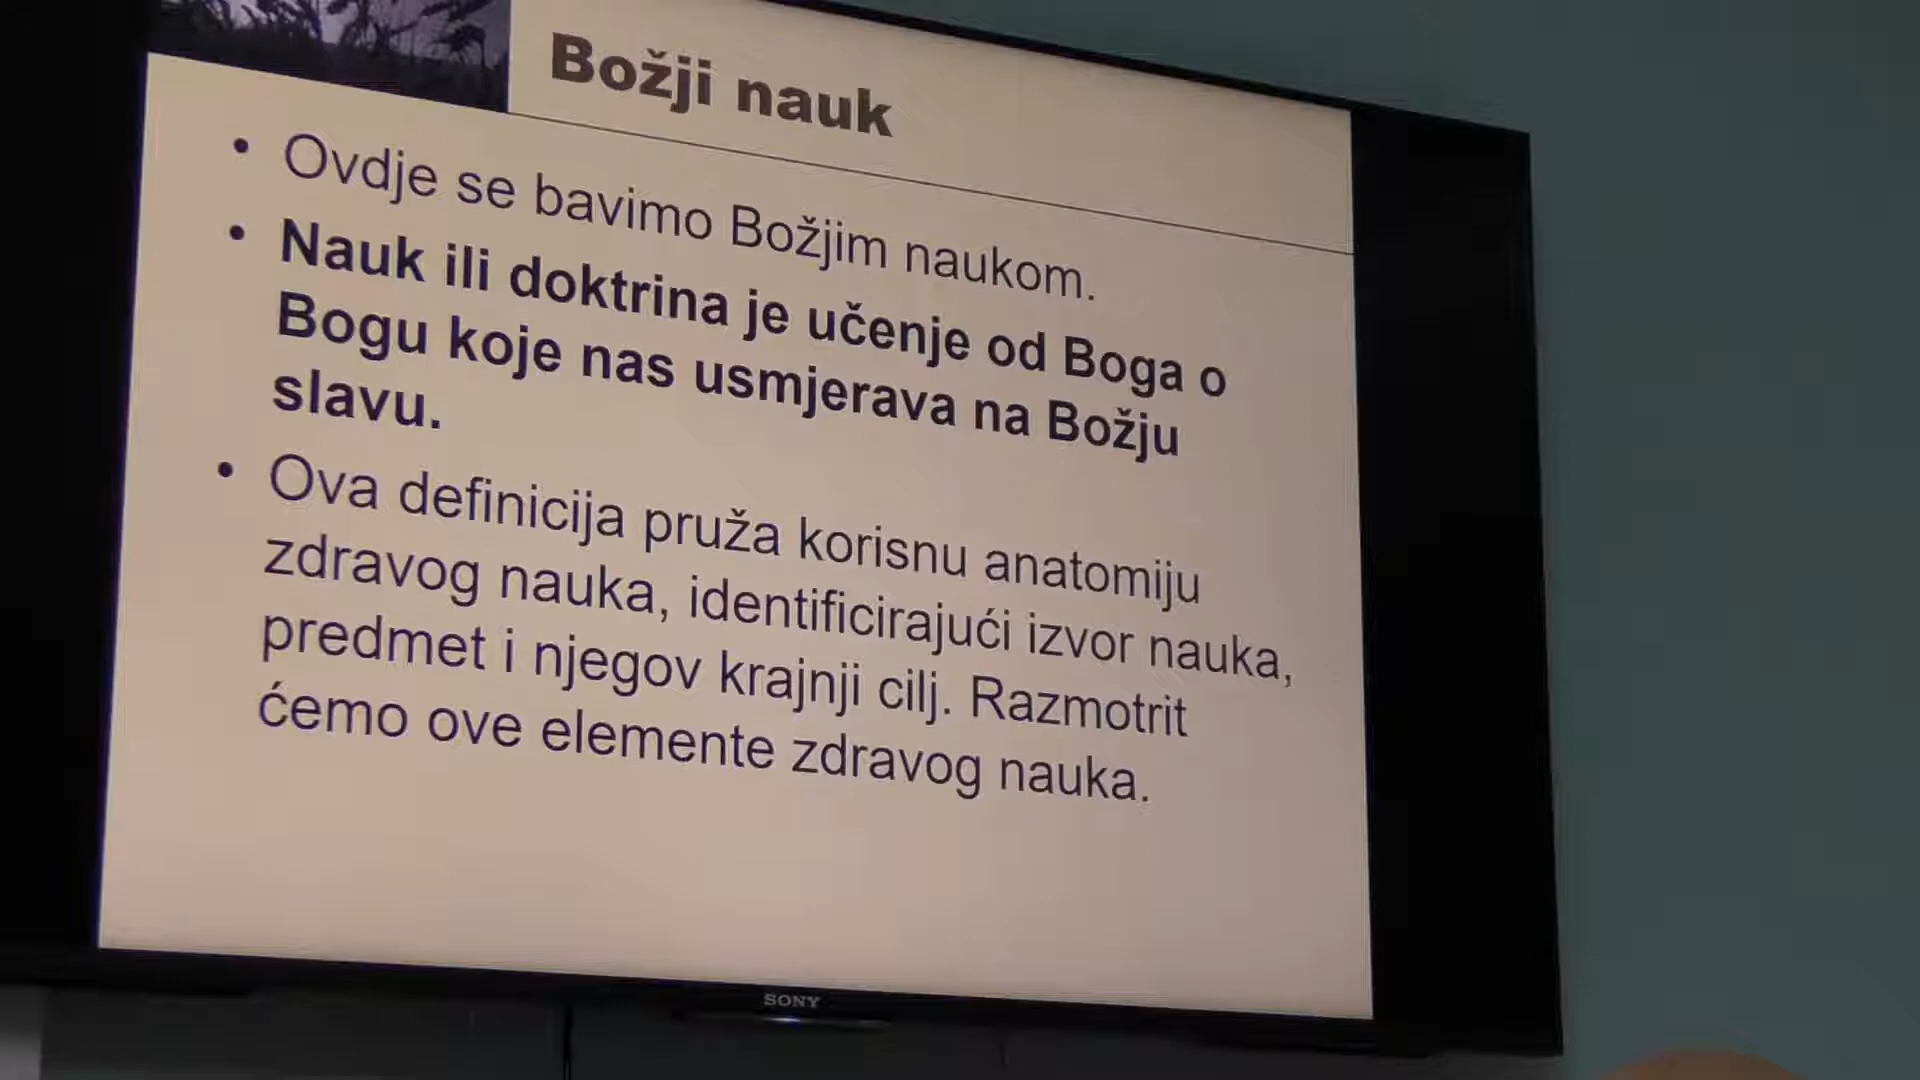 Božji nauk
• Ovdje se bavimo Božjim naukom.
• Nauk ili doktrina je učenje od Boga o
Bogu koje nas usmjerava na Božju
slavu.
• Ova definicija pruža korisnu anatomiju
zdravog nauka, identificirajući izvor nauka,
predmet i njegov krajnji cilj. Razmotrit
ćemo ove elemente zdravog nauka.
SONY